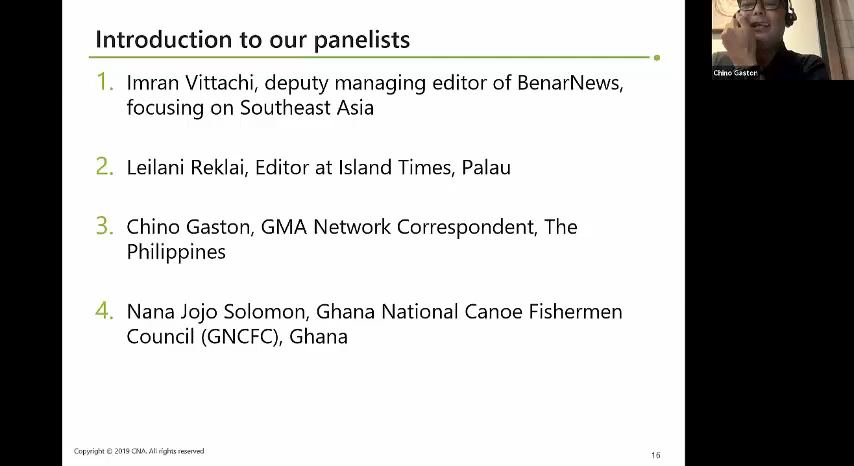 Introduction to our panelists
1. Imran Vittachi, deputy managing editor of BenarNews,
focusing on Southeast Asia
2. Leilani Reklai, Editor at Island Times, Palau
3. Chino Gaston, GMA Network Correspondent, The
Philippines
4. Nana Jojo Solomon, Ghana National Canoe Fishermen
Council (GNCFC), Ghana
Copyright © 2019 CNA. All rights reserved
16
Chino Gaston